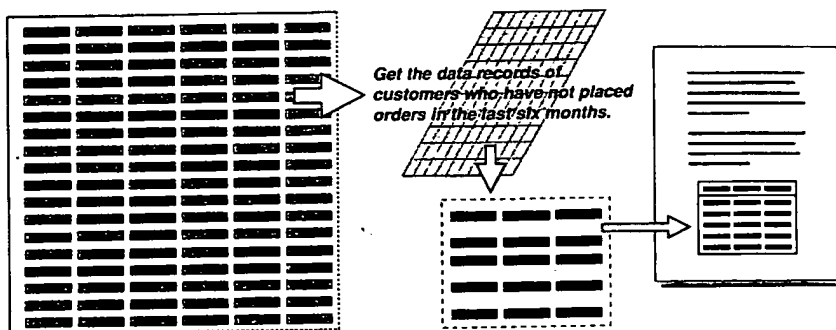 Get the data records of
customers who have not placed
orders in the last six months.